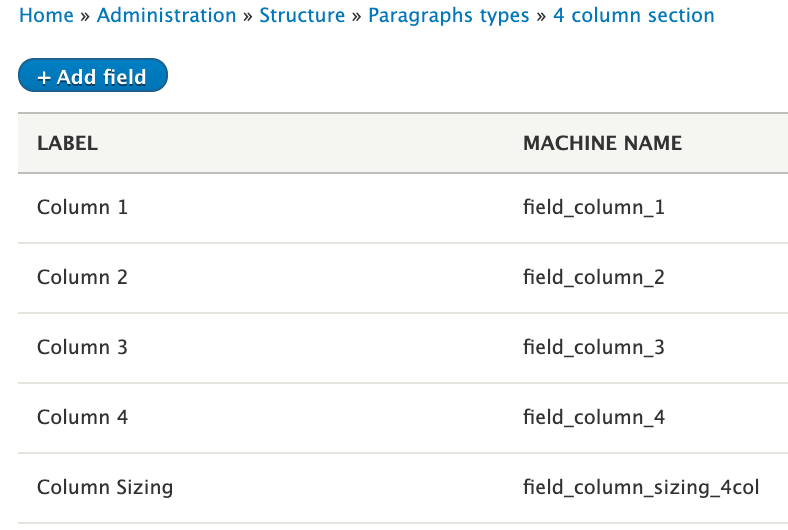 Home » Administration » Structure » Paragraphs types » 4 column section
+ Add field
LABEL MACHINE NAME
Column 1 field_column_1
Column 2 field_column_2
Column 3 field_column_3
Column 4 field_column_4
Column Sizing field_column_sizing_4col